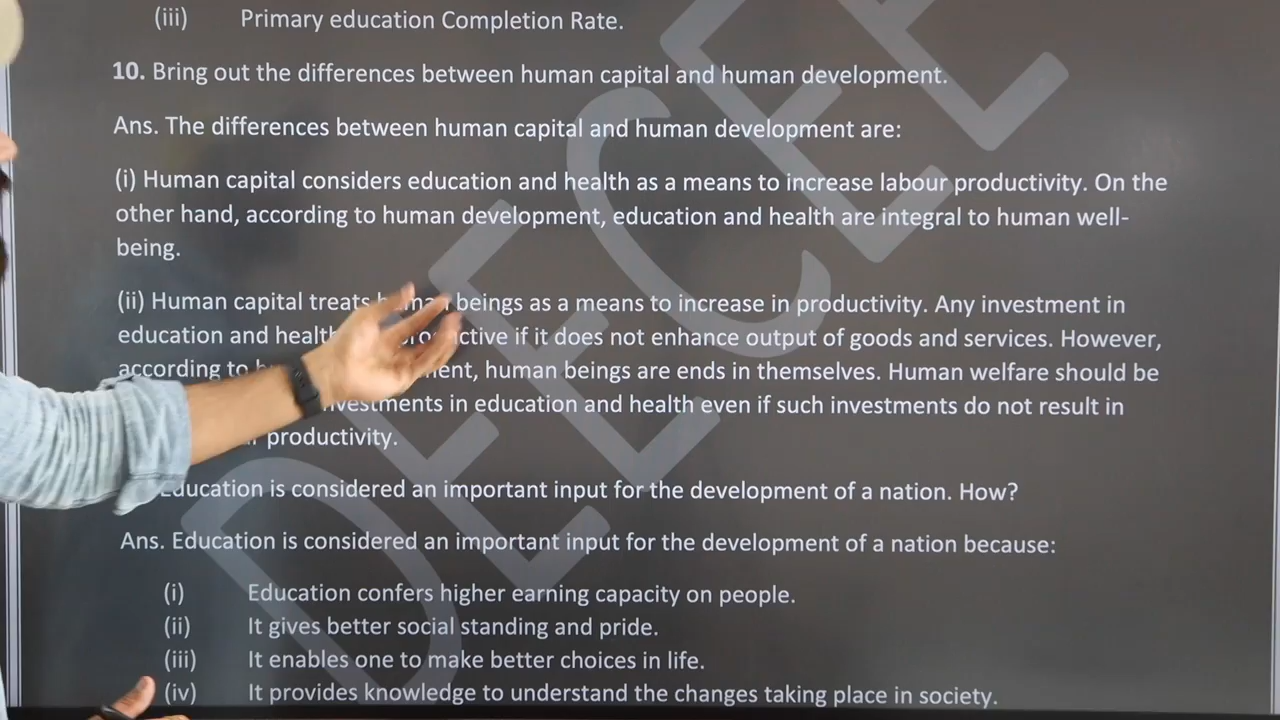 (iii) Primary education Completion Rate.
10. Bring out the differences between human capital and human development.
Ans. The differences between human capital and human development are:
(i) Human capital considers education and health as a means to increase labour productivity. On the
other hand, according to human development, education and health are integral to human well-
being.
(ii) Human capital treats human beings as a means to increase in productivity. Any investment in
education and health if it does not enhance output of goods and services. However,
according to human beings are ends in themselves. Human welfare should be
investments in education and health even if such investments do not result in
productivity.
Education is considered an important input for the development of a nation. How?
Ans. Education is considered an important input for the development of a nation because:
(i) Education confers higher earning capacity on people.
(ii) It gives better social standing and pride.
(iii) It enables one to make better choices in life.
(iv) It provides knowledge to understand the changes taking place in society.